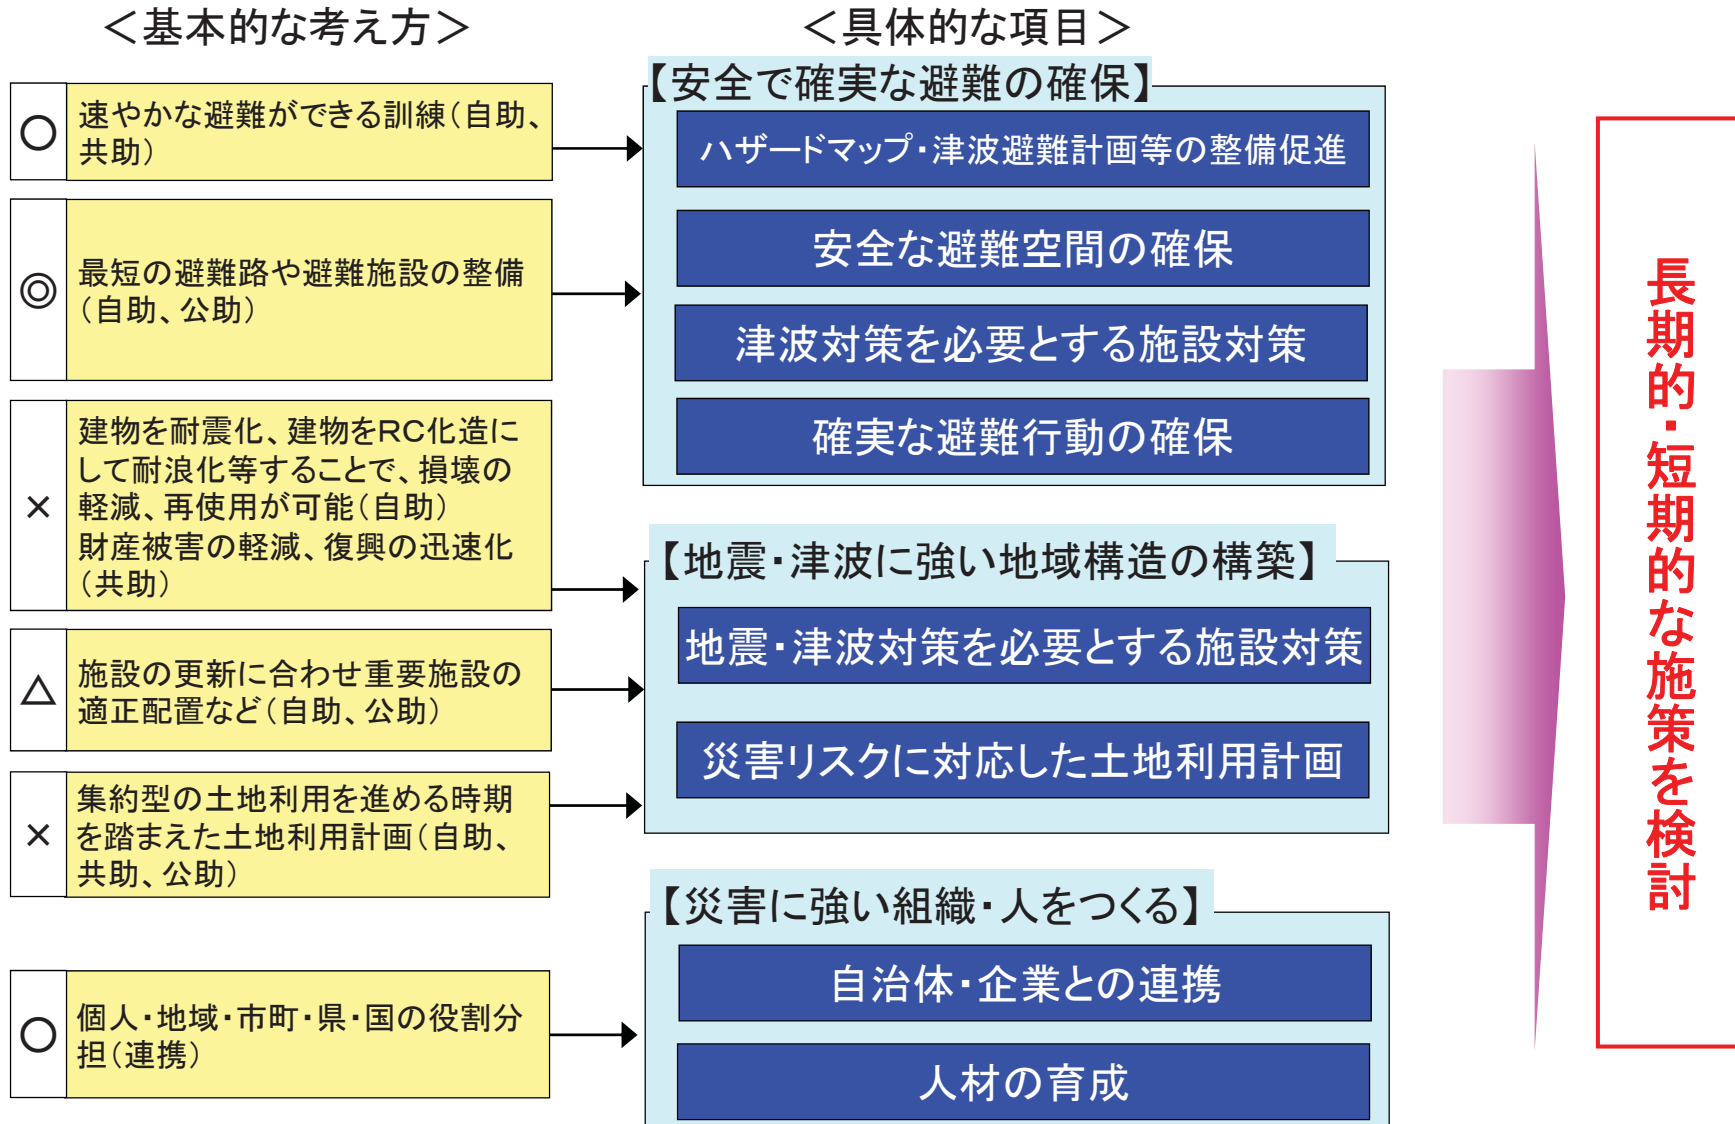 ＜基本的な考え方＞
○
速やかな避難ができる訓練（自助、
共助）
◎
最短の避難路や避難施設の整備
（自助、公助）
×
建物を耐震化、建物をRC化造に
して耐浪化等することで、損壊の
軽減、再使用が可能（自助）
財産被害の軽減、復興の迅速化
（共助）
△
施設の更新に合わせ重要施設の
適正配置など（自助、公助）
×
集約型の土地利用を進める時期
を踏まえた土地利用計画（自助、
共助、公助）
○
個人・地域・市町・県・国の役割分
担（連携）
＜具体的な項目＞
【安全で確実な避難の確保】
ハザードマップ・津波避難計画等の整備促進
安全な避難空間の確保
津波対策を必要とする施設対策
確実な避難行動の確保
【地震・津波に強い地域構造の構築】
地震・津波対策を必要とする施設対策
災害リスクに対応した土地利用計画
【災害に強い組織・人をつくる】
自治体・企業との連携
人材の育成
長期的・短期的な施策を検討